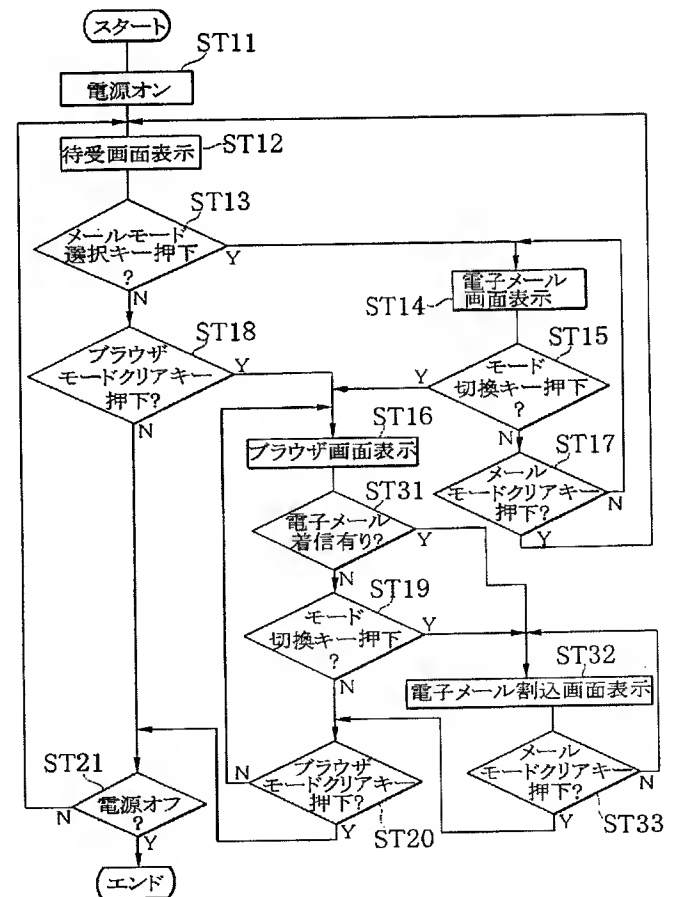 スタート
ST11
電源オン
ST12
待受画面表示
ST13
メールモード
選択キー押下
?
Y
N
ST14
電子メール
画面表示
ST18
ブラウザ
モードクリアキー
押下?
Y
N
ST15
モード
切換キー押下
?
Y
N
ST16
ブラウザ画面表示
ST17
メール
モードクリアキー
押下?
N
Y
ST31
電子メール
着信有り?
Y
N
ST19
モード
切換キー押下
?
Y
N
ST32
電子メール割込画面表示
ST21
電源オフ
?
N
Y
ブラウザ
モードクリアキー
押下?
N
Y
ST20
メール
モードクリアキー
押下?
N
Y
ST33
エンド